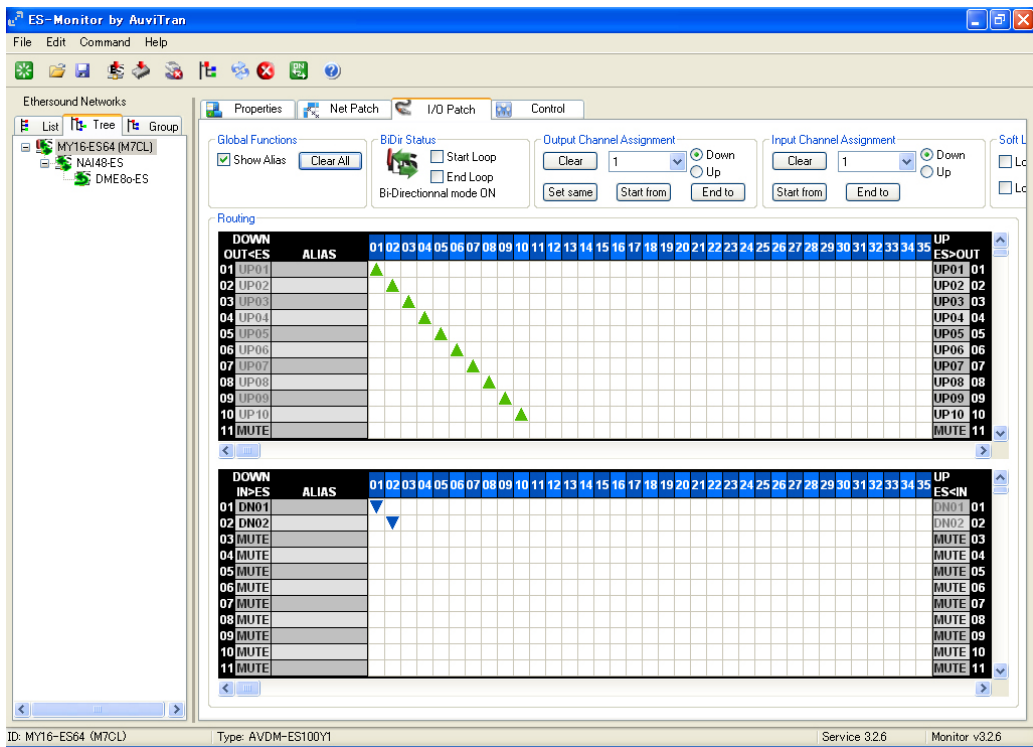 ES-Monitor by AuviTran
File Edit Command Help
Ethersound Networks
List Tree Group
MY16-ES64 (M7CL)
NAI48-ES
DME8o-ES
Properties Net Patch I/O Patch Control
Global Functions BiDir Status Output Channel Assignment Input Channel Assignment Soft L
Show Alias Clear All Start Loop Clear 1 Down Clear 1 Down Lo
End Loop Up Up
Bi-Directionnal mode ON Set same Start from End to Start from End to Lo
Routing
DOWN UP
OUT<ES ALIAS 01 02 03 04 05 06 07 08 09 10 11 12 13 14 15 16 17 18 19 20 21 22 23 24 25 26 27 28 29 30 31 32 33 34 35 ES>OUT
01 UP01 UP01 01
02 UP02 UP02 02
03 UP03 UP03 03
04 UP04 UP04 04
05 UP05 UP05 05
06 UP06 UP06 06
07 UP07 UP07 07
08 UP08 UP08 08
09 UP09 UP09 09
10 UP10 UP10 10
11 MUTE MUTE 11
DOWN UP
IN>ES ALIAS 01 02 03 04 05 06 07 08 09 10 11 12 13 14 15 16 17 18 19 20 21 22 23 24 25 26 27 28 29 30 31 32 33 34 35 ES<IN
01 DN01 DN01 01
02 DN02 DN02 02
03 MUTE MUTE 03
04 MUTE MUTE 04
05 MUTE MUTE 05
06 MUTE MUTE 06
07 MUTE MUTE 07
08 MUTE MUTE 08
09 MUTE MUTE 09
10 MUTE MUTE 10
11 MUTE MUTE 11
ID: MY16-ES64 (M7CL) Type: AVDM-ES100Y1 Service 3.2.6 Monitor v3.2.6